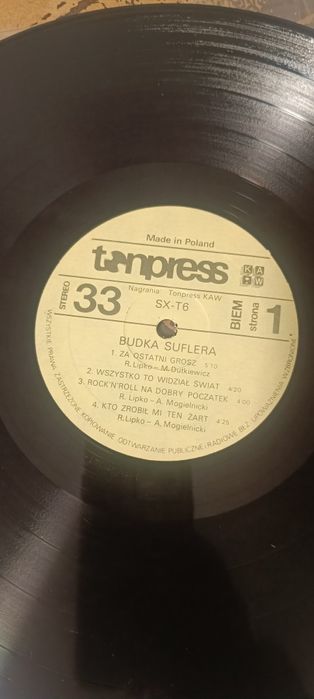 Made in Poland
tonpress
KAW
STEREO
33
Nagrania: Tonpress KAW
SX-T6
BIEM
strona
1
BUDKA SUFLERA
1. ZA OSTATNI GROSZ 5'10
R. Lipko – M. Dutkiewicz
2. WSZYSTKO TO WIDZIAŁ ŚWIAT 4'20
3. ROCK'N'ROLL NA DOBRY POCZĄTEK 4'00
R. Lipko – A. Mogielnicki
4. KTO ZROBIŁ MI TEN ŻART 4'25
R. Lipko – A. Mogielnicki
WSZYSTKIE PRAWA ZASTRZEŻONE. KOPIOWANIE ODTWARZANIE PUBLICZNE I RADIOWE BEZ UPOWAŻNIENIA WZBRONIONE